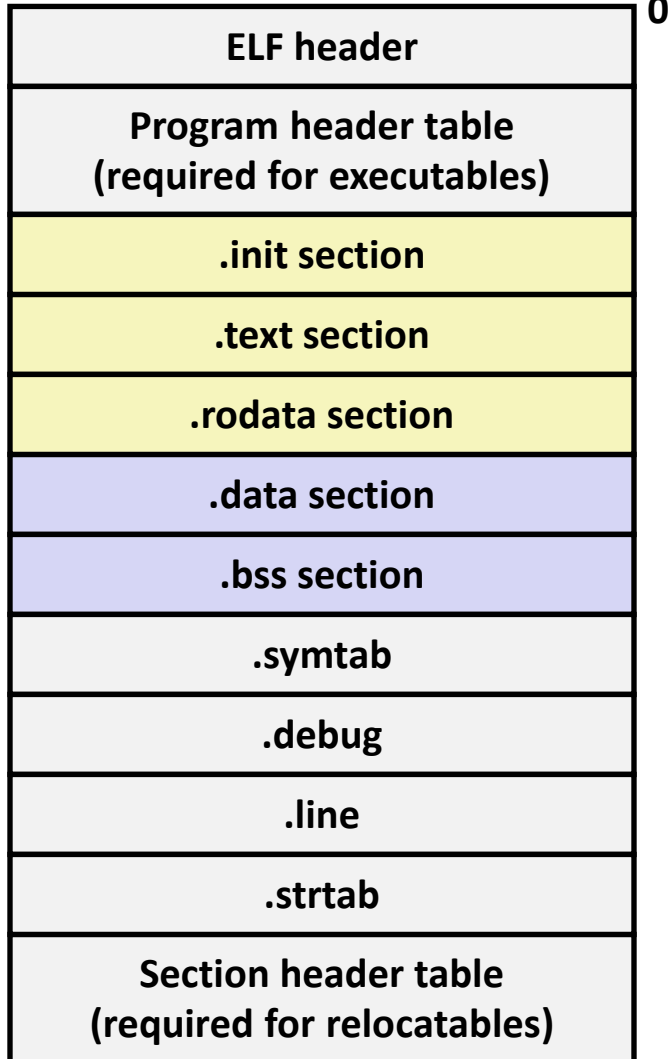 0
ELF header
Program header table
(required for executables)
.init section
.text section
.rodata section
.data section
.bss section
.symtab
.debug
.line
.strtab
Section header table
(required for relocatables)